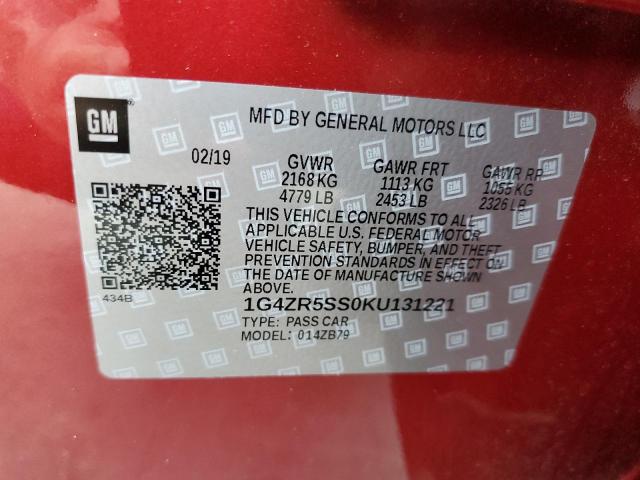 GM
MFD BY GENERAL MOTORS LLC
02/19 GVWR GAWR FRT GAWR RR
2168 KG 1113 KG 1055 KG
4779 LB 2453 LB 2326 LB
THIS VEHICLE CONFORMS TO ALL
APPLICABLE U.S. FEDERAL MOTOR
VEHICLE SAFETY, BUMPER, AND THEFT
PREVENTION STANDARDS IN EFFECT ON
THE DATE OF MANUFACTURE SHOWN
ABOVE.
434B
1G4ZR5SS0KU131221
TYPE: PASS CAR
MODEL: 014ZB79